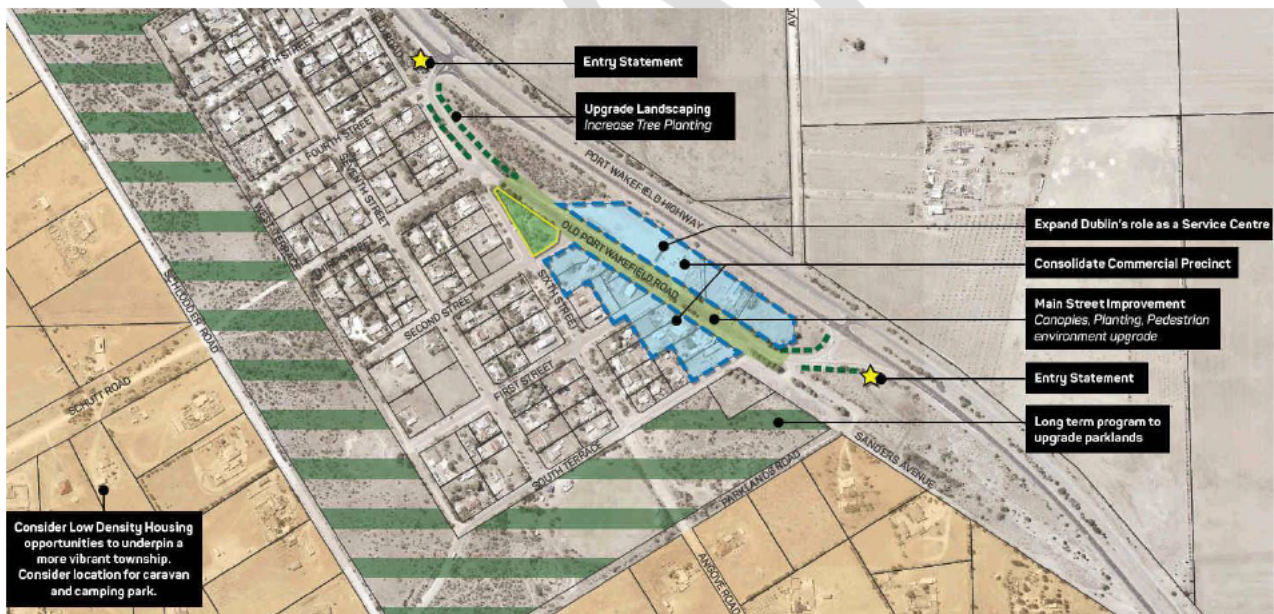 Entry Statement
Upgrade Landscaping
Increase Tree Planting
Expand Dublin's role as a Service Centre
Consolidate Commercial Precinct
Main Street Improvement
Canopies, Planting, Pedestrian
environment upgrade
Entry Statement
Long term program to
upgrade parklands
Consider Low Density Housing
opportunities to underpin a
more vibrant township.
Consider location for caravan
and camping park.
FIFTH STREET
FOURTH STREET
SIXTH STREET
SECOND STREET
FIRST STREET
WEST TERRACE
SOUTH TERRACE
SCHRODER ROAD
SCHUTT ROAD
PORT WAKEFIELD HIGHWAY
OLD PORT WAKEFIELD ROAD
PARKLANDS ROAD
SANDERS AVENUE
ANGOVE ROAD